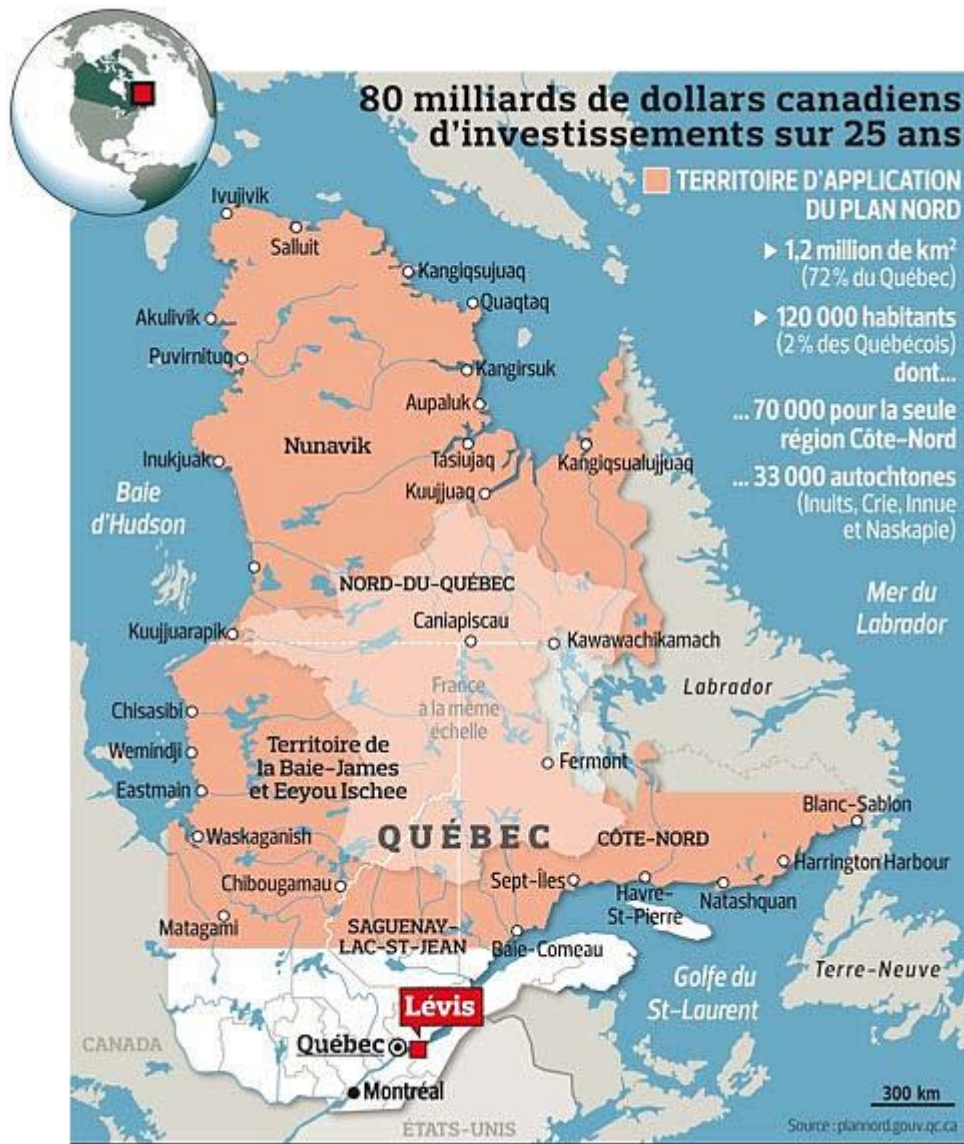 80 milliards de dollars canadiens
d'investissements sur 25 ans
TERRITOIRE D'APPLICATION
DU PLAN NORD
▶ 1,2 million de km²
(72 % du Québec)
▶ 120 000 habitants
(2 % des Québécois)
dont...
... 70 000 pour la seule
région Côte-Nord
... 33 000 autochtones
(Inuits, Crie, Innue
et Naskapie)
Ivujivik
Salluit
Kangiqsujuaq
Quaqtaq
Akulivik
Puvirnituq
Kangirsuk
Aupaluk
Nunavik
Tasiujaq
Kangiqsualujjuaq
Inukjuak
Kuujjuaq
Baie
d'Hudson
NORD-DU-QUÉBEC
Mer du
Labrador
Kuujjuarapik
Caniapiscau
Kawawachikamach
France
à la même
échelle
Labrador
Chisasibi
Wemindji
Territoire de
la Baie-James
et Eeyou Ischee
Fermont
Eastmain
Blanc-Sablon
Waskaganish
QUÉBEC
CÔTE-NORD
Harrington Harbour
Chibougamau
Sept-Îles
Havre-
St-Pierre
Natashquan
Matagami
SAGUENAY-
LAC-ST-JEAN
Baie-Comeau
Golfe du
St-Laurent
Terre-Neuve
Lévis
CANADA
Québec
Montréal
300 km
ÉTATS-UNIS
Source : plannord.gouv.qc.ca